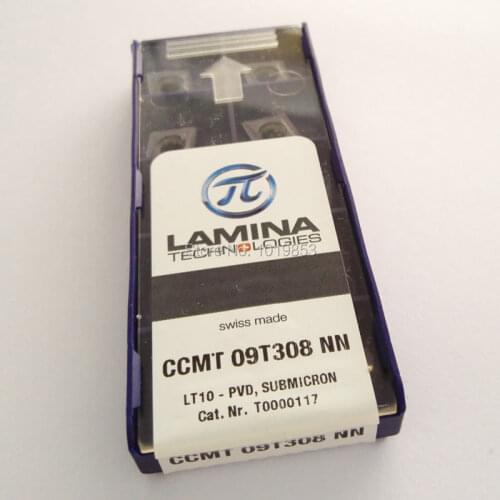 π
LAMINA
TECHNOLOGIES
Store No: 1019853
swiss made
CCMT 09T308 NN
LT10 - PVD, SUBMICRON
Cat. Nr. T0000117
CCMT 09T308 NN